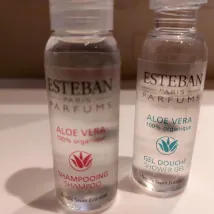 ESTEBAN
PARIS
PARFUMS
ALOE VERA
100% organique
SHAMPOOING
SHAMPOO
ESTEBAN
PARIS
PARFUMS
ALOE VERA
100% organique
GEL DOUCHE
SHOWER GEL